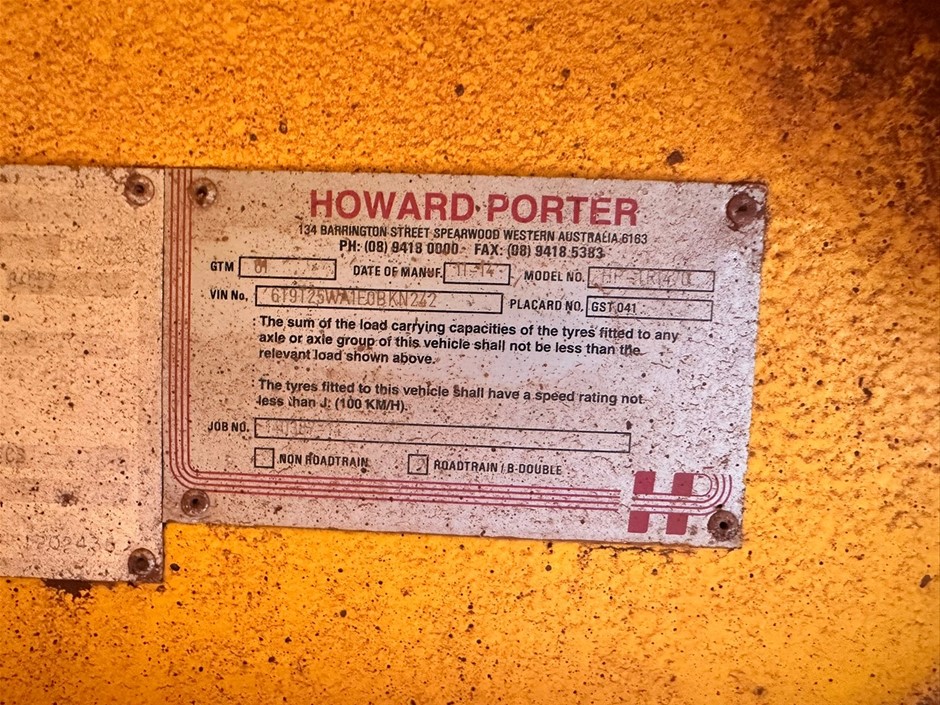 HOWARD PORTER
134 BARRINGTON STREET SPEARWOOD WESTERN AUSTRALIA 6163
PH: (08) 9418 0000 FAX: (08) 9418 5383
GTM 61 DATE OF MANUF. 11-14 MODEL NO.
VIN No. 6T9T25WA1E0BKN242 PLACARD NO. GST 041
: The sum of the load carrying capacities of the tyres fitted to any
axle or axle group of this vehicle shall not be less than the
relevant load shown above.
: The tyres fitted to this vehicle shall have a speed rating not
less than J: (100 KM/H).
JOB NO.
NON ROADTRAIN ROADTRAIN / B-DOUBLE